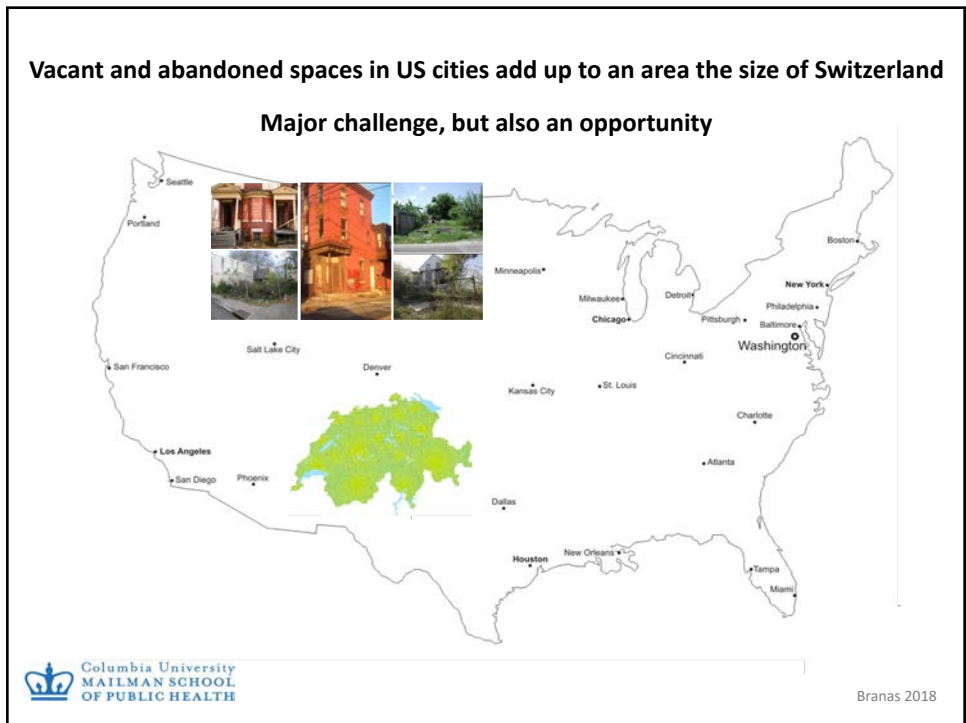 Vacant and abandoned spaces in US cities add up to an area the size of Switzerland
Major challenge, but also an opportunity
Seattle
Portland
Boston
Minneapolis
New York
Milwaukee
Detroit
Philadelphia
Chicago
Pittsburgh
Baltimore
Washington
Salt Lake City
Cincinnati
San Francisco
Denver
Kansas City
St. Louis
Charlotte
Los Angeles
Atlanta
San Diego
Phoenix
Dallas
New Orleans
Houston
Tampa
Miami
Columbia University
MAILMAN SCHOOL
OF PUBLIC HEALTH
Branas 2018